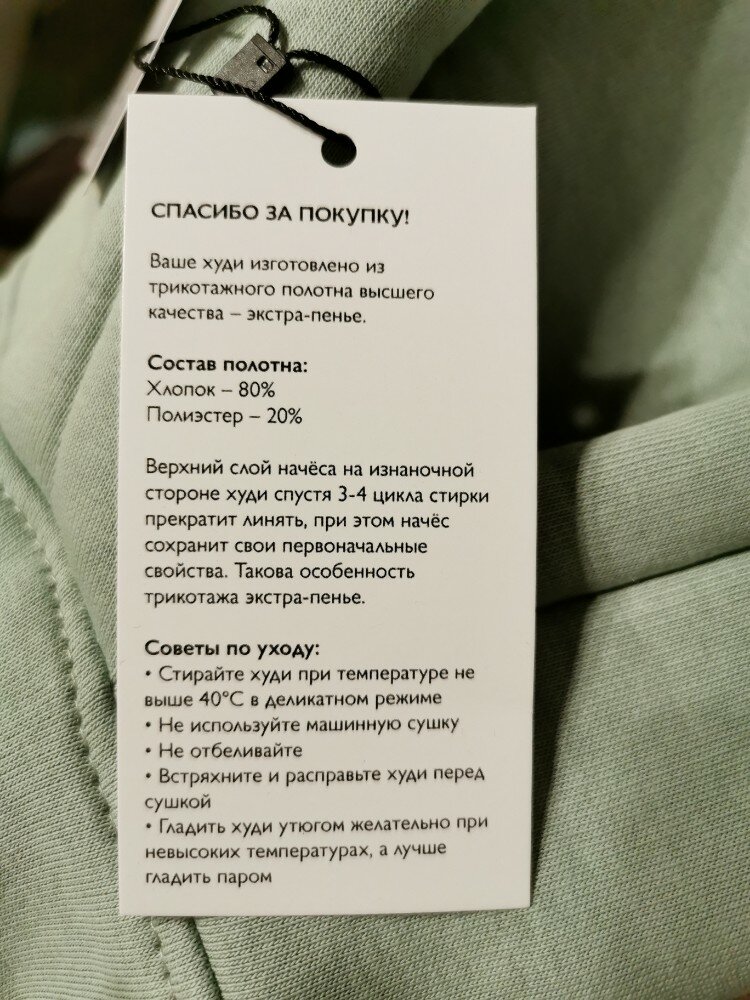 СПАСИБО ЗА ПОКУПКУ!
Ваше худи изготовлено из
трикотажного полотна высшего
качества – экстра-пенье.
Состав полотна:
Хлопок – 80%
Полиэстер – 20%
Верхний слой начёса на изнаночной
стороне худи спустя 3-4 цикла стирки
прекратит линять, при этом начёс
сохранит свои первоначальные
свойства. Такова особенность
трикотажа экстра-пенье.
Советы по уходу:
• Стирайте худи при температуре не
выше 40°C в деликатном режиме
• Не используйте машинную сушку
• Не отбеливайте
• Встряхните и расправьте худи перед
сушкой
• Гладить худи утюгом желательно при
невысоких температурах, а лучше
гладить паром